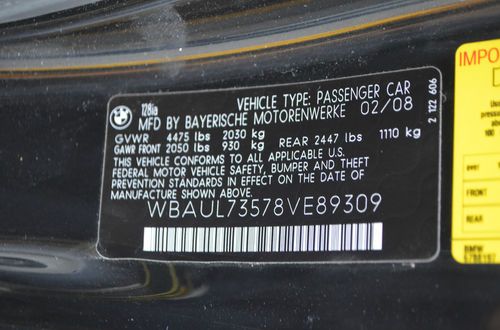 BMW
128ia
VEHICLE TYPE: PASSENGER CAR
MFD BY BAYERISCHE MOTORENWERKE 02/08
GVWR 4475 lbs 2030 kg
GAWR FRONT 2050 lbs 930 kg REAR 2447 lbs 1110 kg
THIS VEHICLE CONFORMS TO ALL APPLICABLE U.S.
FEDERAL MOTOR VEHICLE SAFETY, BUMPER AND THEFT
PREVENTION STANDARDS IN EFFECT ON THE DATE OF
MANUFACTURE SHOWN ABOVE.
WBAUL73578VE89309
2 122 606
IMPO
over
BMW